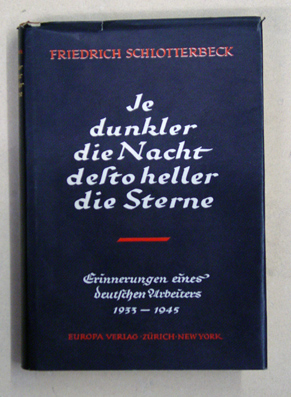 FRIEDRICH SCHLOTTERBECK
Je
dunkler
die Nacht
desto heller
die Sterne
Erinnerungen eines
deutschen Arbeiters
1933 — 1945
EUROPA VERLAG · ZÜRICH · NEW YORK